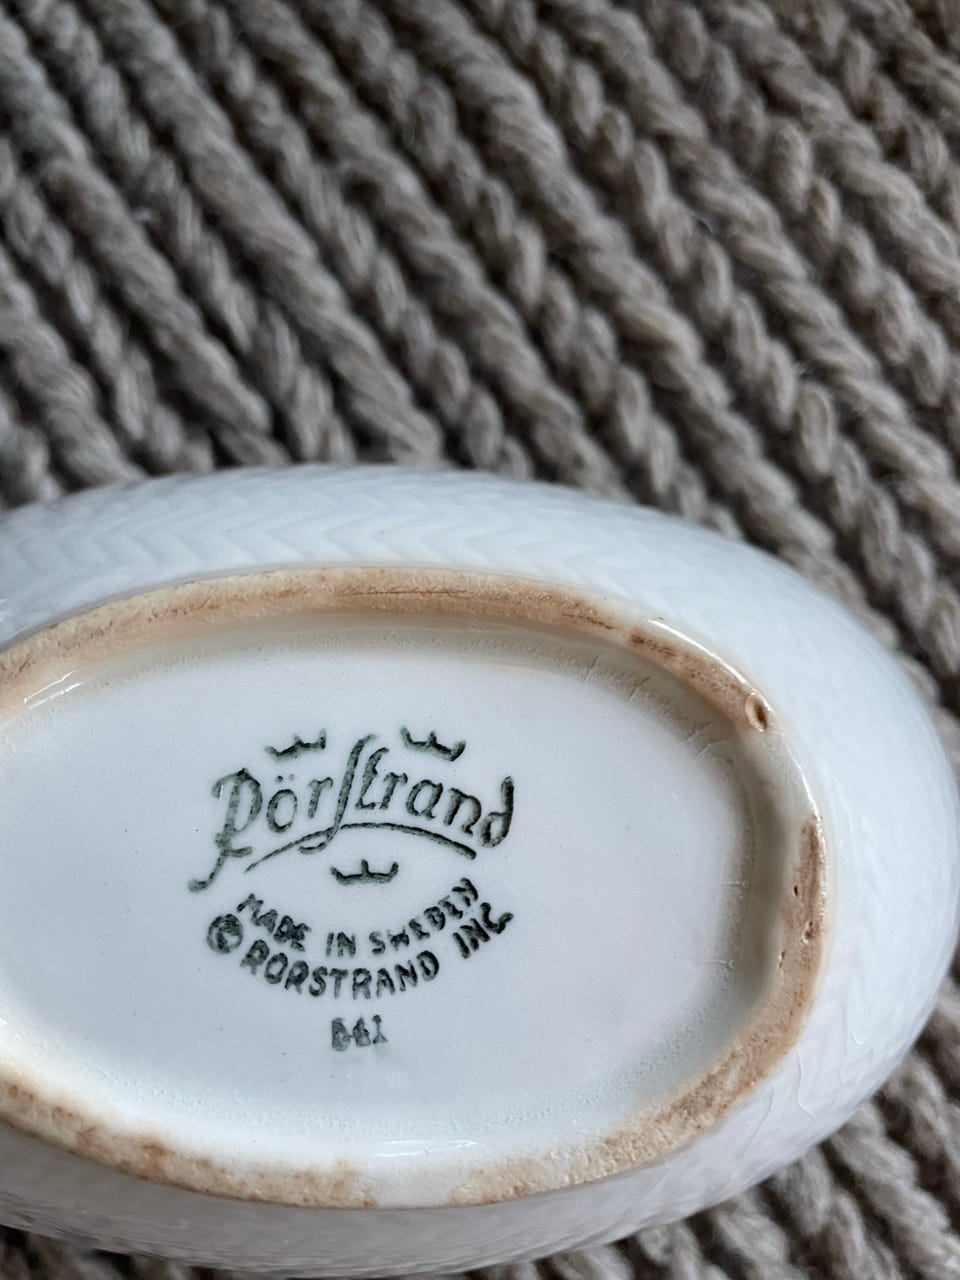 Rörstrand
MADE IN SWEDEN
© RORSTRAND INC